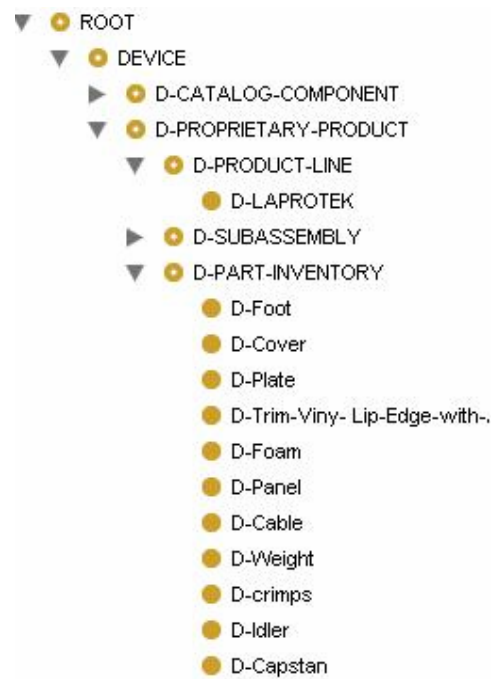 ROOT
DEVICE
D-CATALOG-COMPONENT
D-PROPRIETARY-PRODUCT
D-PRODUCT-LINE
D-LAPROTEK
D-SUBASSEMBLY
D-PART-INVENTORY
D-Foot
D-Cover
D-Plate
D-Trim-Viny- Lip-Edge-with-.
D-Foam
D-Panel
D-Cable
D-Weight
D-crimps
D-Idler
D-Capstan